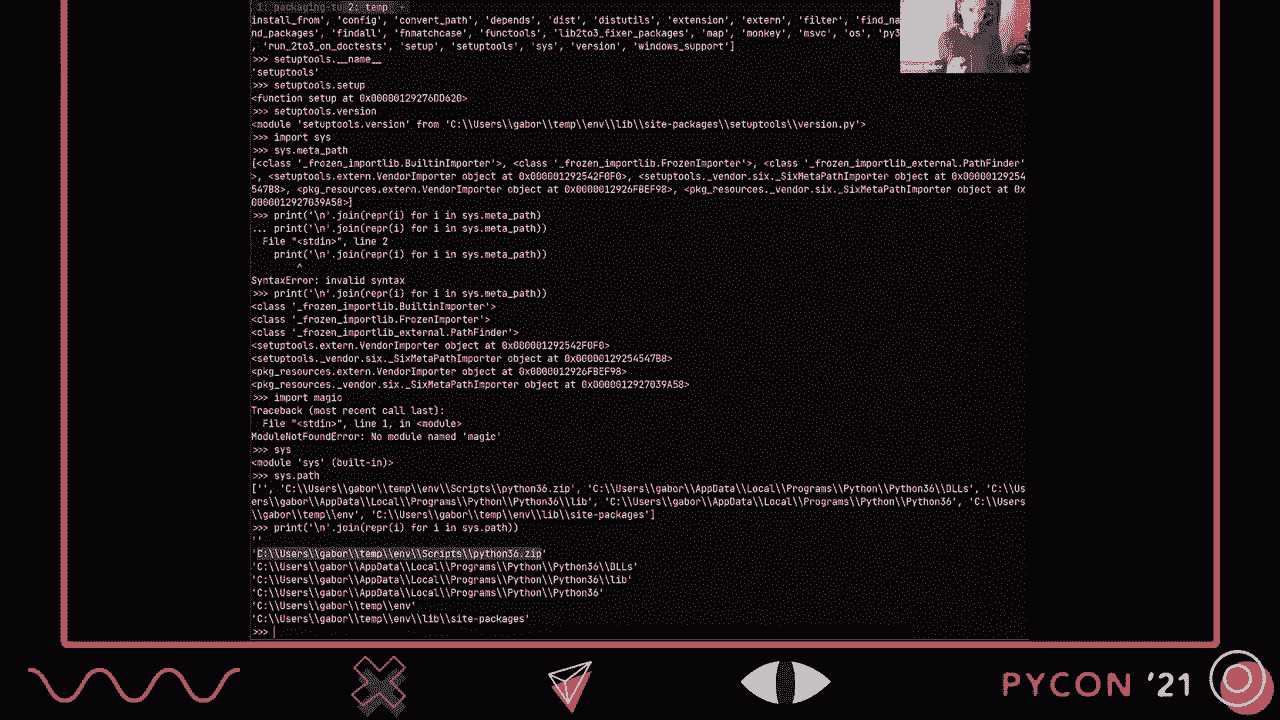 1: packaging-tu 2: temp +
install_from', 'config', 'convert_path', 'depends', 'dist', 'distutils', 'extension', 'extern', 'filter', 'find_na
nd_packages', 'findall', 'fnmatchcase', 'functools', 'lib2to3_fixer_packages', 'map', 'monkey', 'msvc', 'os', 'py3
, 'run_2to3_on_doctests', 'setup', 'setuptools', 'sys', 'version', 'windows_support']
>>> setuptools.__name__
'setuptools'
>>> setuptools.setup
<function setup at 0x00000129276DD620>
>>> setuptools.version
<module 'setuptools.version' from 'C:\\Users\\gabor\\temp\\env\\lib\\site-packages\\setuptools\\version.py'>
>>> import sys
>>> sys.meta_path
[<class '_frozen_importlib.BuiltinImporter'>, <class '_frozen_importlib.FrozenImporter'>, <class '_frozen_importlib_external.PathFinder'
>, <setuptools.extern.VendorImporter object at 0x000001292542F0F0>, <setuptools._vendor.six._SixMetaPathImporter object at 0x00000129254
547B8>, <pkg_resources.extern.VendorImporter object at 0x0000012926FBEF98>, <pkg_resources._vendor.six._SixMetaPathImporter object at 0x
0000012927039A58>]
>>> print('\n'.join(repr(i) for i in sys.meta_path)
... print('\n'.join(repr(i) for i in sys.meta_path))
  File "<stdin>", line 2
    print('\n'.join(repr(i) for i in sys.meta_path))
        ^
SyntaxError: invalid syntax
>>> print('\n'.join(repr(i) for i in sys.meta_path))
<class '_frozen_importlib.BuiltinImporter'>
<class '_frozen_importlib.FrozenImporter'>
<class '_frozen_importlib_external.PathFinder'>
<setuptools.extern.VendorImporter object at 0x000001292542F0F0>
<setuptools._vendor.six._SixMetaPathImporter object at 0x00000129254547B8>
<pkg_resources.extern.VendorImporter object at 0x0000012926FBEF98>
<pkg_resources._vendor.six._SixMetaPathImporter object at 0x0000012927039A58>
>>> import magic
Traceback (most recent call last):
  File "<stdin>", line 1, in <module>
ModuleNotFoundError: No module named 'magic'
>>> sys
<module 'sys' (built-in)>
>>> sys.path
['', 'C:\\Users\\gabor\\temp\\env\\Scripts\\python36.zip', 'C:\\Users\\gabor\\AppData\\Local\\Programs\\Python\\Python36\\DLLs', 'C:\\Us
ers\\gabor\\AppData\\Local\\Programs\\Python\\Python36\\lib', 'C:\\Users\\gabor\\AppData\\Local\\Programs\\Python\\Python36', 'C:\\Users
\\gabor\\temp\\env', 'C:\\Users\\gabor\\temp\\env\\lib\\site-packages']
>>> print('\n'.join(repr(i) for i in sys.path))
''
'C:\\Users\\gabor\\temp\\env\\Scripts\\python36.zip'
'C:\\Users\\gabor\\AppData\\Local\\Programs\\Python\\Python36\\DLLs'
'C:\\Users\\gabor\\AppData\\Local\\Programs\\Python\\Python36\\lib'
'C:\\Users\\gabor\\AppData\\Local\\Programs\\Python\\Python36'
'C:\\Users\\gabor\\temp\\env'
'C:\\Users\\gabor\\temp\\env\\lib\\site-packages'
>>>
PYCON '21